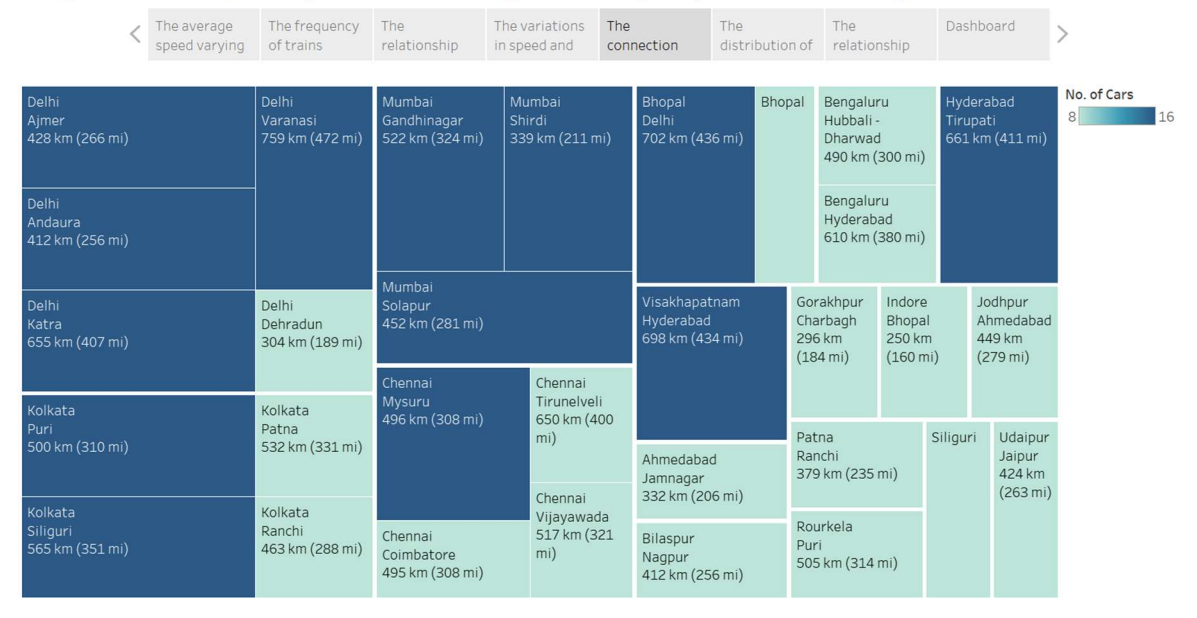 The average
speed varying
The frequency
of trains
The
relationship
The variations
in speed and
The
connection
The
distribution of
The
relationship
Dashboard
No. of Cars
8
16
Delhi
Ajmer
428 km (266 mi)
Delhi
Varanasi
759 km (472 mi)
Delhi
Andaura
412 km (256 mi)
Delhi
Katra
655 km (407 mi)
Delhi
Dehradun
304 km (189 mi)
Kolkata
Puri
500 km (310 mi)
Kolkata
Patna
532 km (331 mi)
Kolkata
Siliguri
565 km (351 mi)
Kolkata
Ranchi
463 km (288 mi)
Mumbai
Gandhinagar
522 km (324 mi)
Mumbai
Shirdi
339 km (211 mi)
Mumbai
Solapur
452 km (281 mi)
Chennai
Mysuru
496 km (308 mi)
Chennai
Tirunelveli
650 km (400
mi)
Chennai
Coimbatore
495 km (308 mi)
Chennai
Vijayawada
517 km (321
mi)
Bhopal
Delhi
702 km (436 mi)
Bhopal
Bengaluru
Hubbali -
Dharwad
490 km (300 mi)
Bengaluru
Hyderabad
610 km (380 mi)
Hyderabad
Tirupati
661 km (411 mi)
Visakhapatnam
Hyderabad
698 km (434 mi)
Gorakhpur
Charbagh
296 km
(184 mi)
Indore
Bhopal
250 km
(160 mi)
Jodhpur
Ahmedabad
449 km
(279 mi)
Ahmedabad
Jamnagar
332 km (206 mi)
Bilaspur
Nagpur
412 km (256 mi)
Patna
Ranchi
379 km (235 mi)
Rourkela
Puri
505 km (314 mi)
Siliguri
Udaipur
Jaipur
424 km
(263 mi)